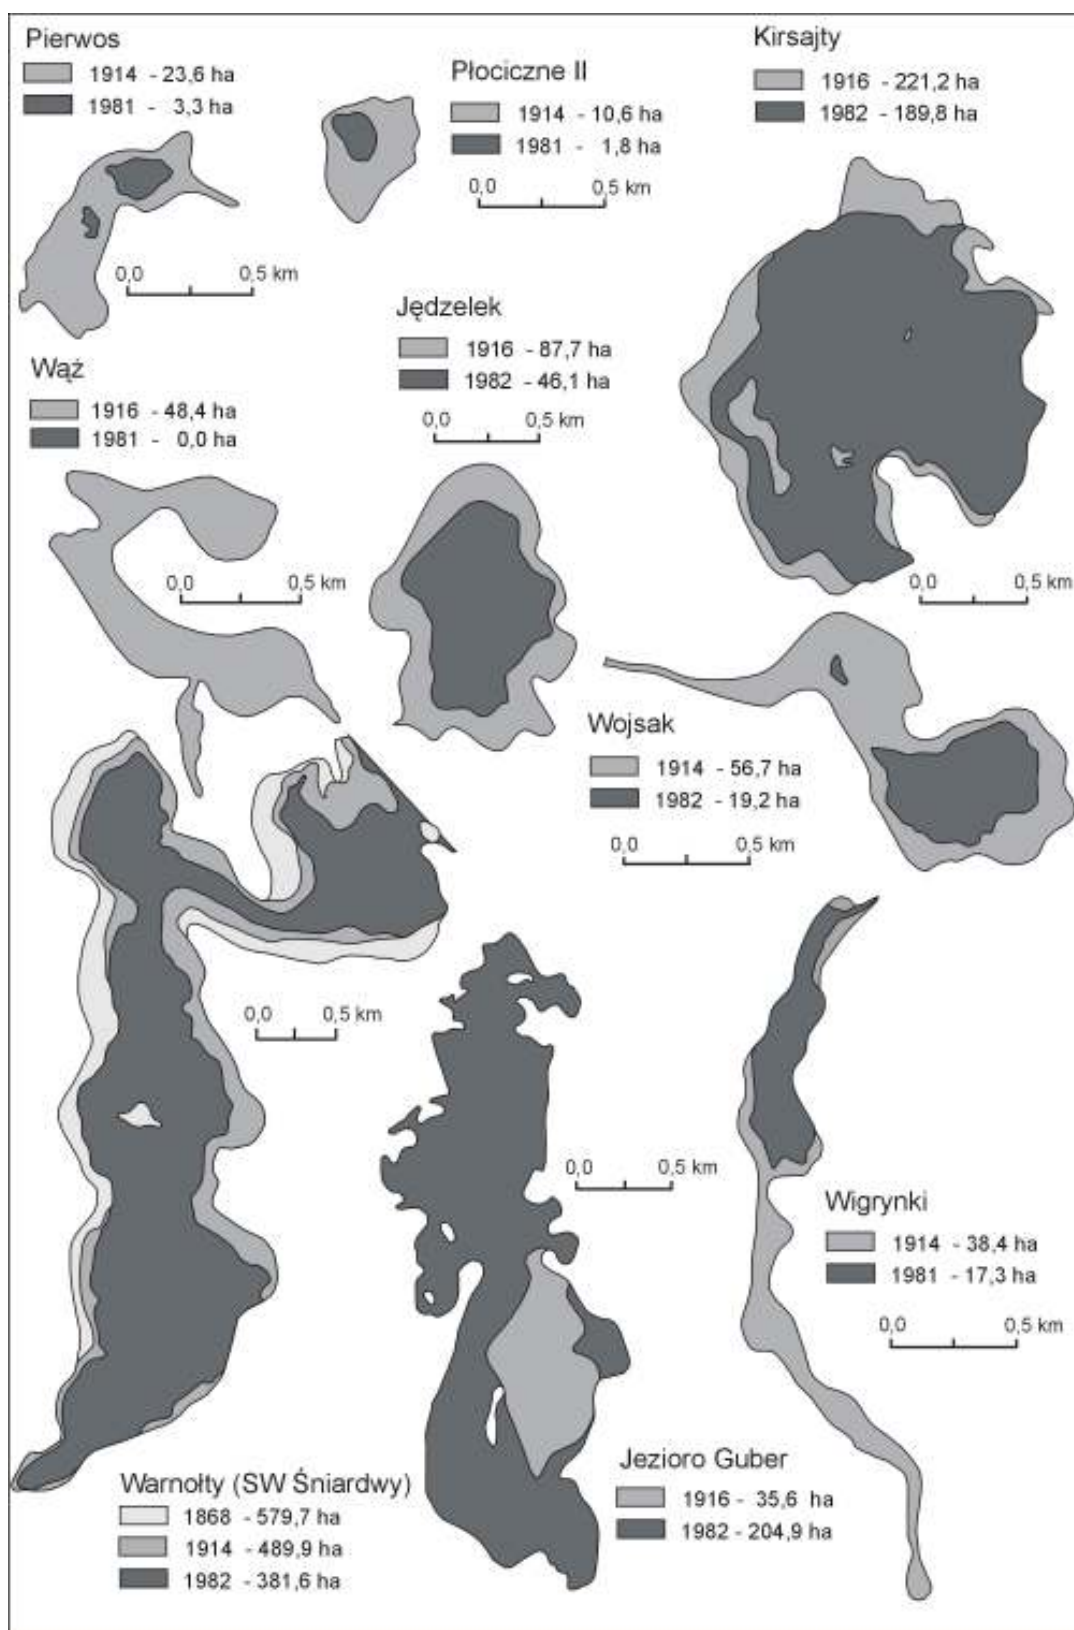 Pierwos
1914 - 23,6 ha
1981 - 3,3 ha
0,0 0,5 km
Płociczne II
1914 - 10,6 ha
1981 - 1,8 ha
0,0 0,5 km
Kirsajty
1916 - 221,2 ha
1982 - 189,8 ha
0,0 0,5 km
Jędzelek
1916 - 87,7 ha
1982 - 46,1 ha
0,0 0,5 km
Wąż
1916 - 48,4 ha
1981 - 0,0 ha
0,0 0,5 km
Wojsak
1914 - 56,7 ha
1982 - 19,2 ha
0,0 0,5 km
0,0 0,5 km
Warnołty (SW Śniardwy)
1868 - 579,7 ha
1914 - 489,9 ha
1982 - 381,6 ha
0,0 0,5 km
Jezioro Guber
1916 - 35,6 ha
1982 - 204,9 ha
Wigrynki
1914 - 38,4 ha
1981 - 17,3 ha
0,0 0,5 km